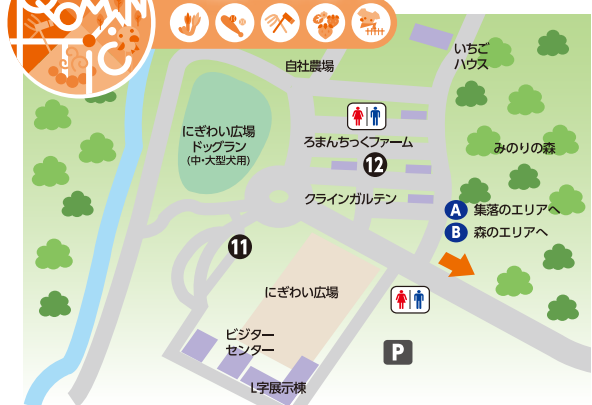 ROMAN
TiC
自社農場
いちご
ハウス
にぎわい広場
ドッグラン
(中・大型犬用)
ろまんちっくファーム
12
みのりの森
クラインガルテン
A 集落のエリアへ
B 森のエリアへ
11
にぎわい広場
ビジター
センター
P
L字展示棟